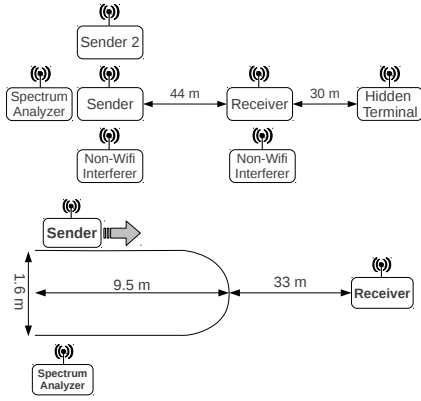 Sender 2
Spectrum
Analyzer
Sender
44 m
Receiver
30 m
Hidden
Terminal
Non-Wifi
Interferer
Non-Wifi
Interferer
Sender
1.6 m
9.5 m
33 m
Receiver
Spectrum
Analyzer